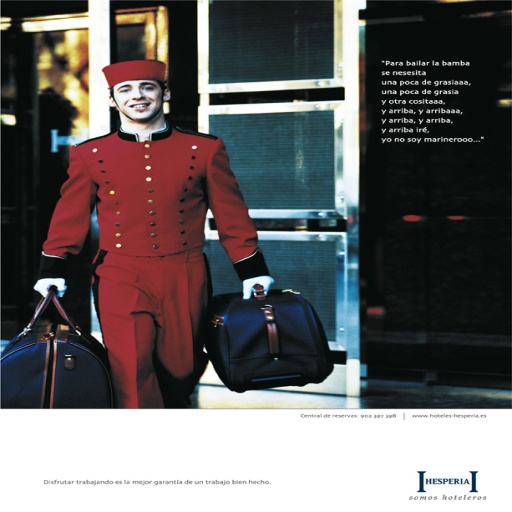 "Para bailar la bamba
se nesesita
una poca de grasiaaa,
una poca de grasia
y otra cositaaa,
y arriba, y arribaaa,
y arriba, y arriba,
y arriba iré,
yo no soy marinerooo..."
Central de reservas: 902 397 398 | www.hoteles-hesperia.es
Disfrutar trabajando es la mejor garantía de un trabajo bien hecho.
HESPERIA
somos hoteleros